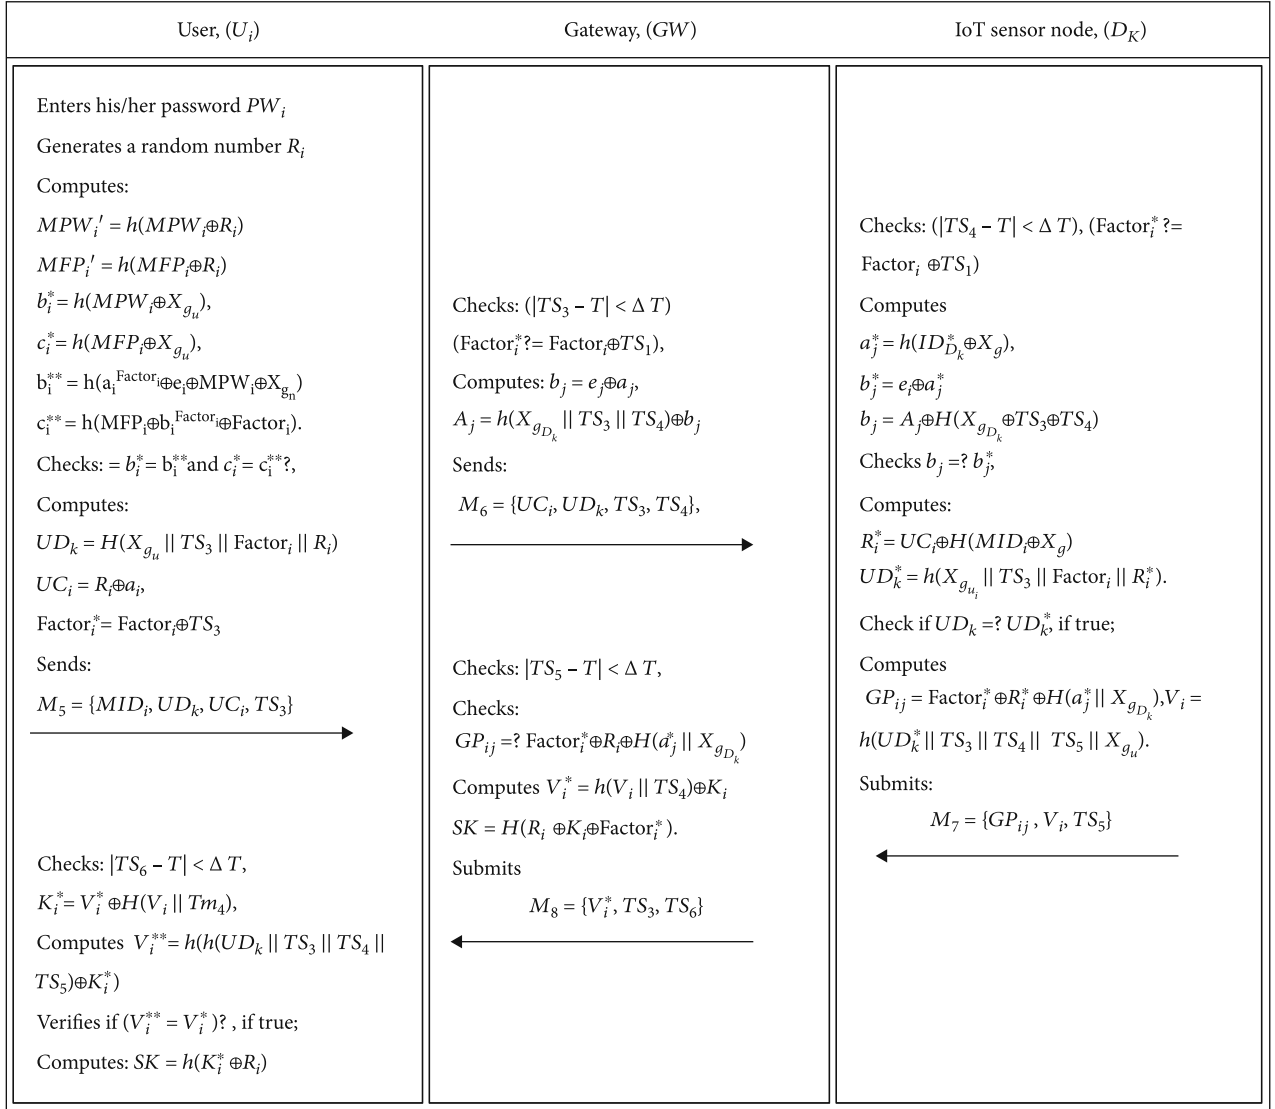 User, (U_i)
Gateway, (GW)
IoT sensor node, (D_K)
Enters his/her password PW_i
Generates a random number R_i
Computes:
MPW_i′ = h(MPW_i⊕R_i)
MFP_i′ = h(MFP_i⊕R_i)
b_i^* = h(MPW_i⊕X_{g_u}),
c_i^* = h(MFP_i⊕X_{g_u}),
b_i^{**} = h(a_i^{Factor_i}⊕e_i⊕MPW_i⊕X_{g_n})
c_i^{**} = h(MFP_i⊕b_i^{Factor_i}⊕Factor_i).
Checks: = b_i^* = b_i^{**} and c_i^* = c_i^{**}?,
Computes:
UD_k = H(X_{g_u} || TS_3 || Factor_i || R_i)
UC_i = R_i⊕a_i,
Factor_i^* = Factor_i⊕TS_3
Sends:
M_5 = {MID_i, UD_k, UC_i, TS_3}
Checks: |TS_6 – T| < Δ T,
K_i^* = V_i^* ⊕H(V_i || Tm_4),
Computes V_i^{**} = h(h(UD_k || TS_3 || TS_4 ||
TS_5)⊕K_i^*)
Verifies if (V_i^{**} = V_i^*)? , if true;
Computes: SK = h(K_i^* ⊕R_i)
Checks: (|TS_3 – T| < Δ T)
(Factor_i^* ?= Factor_i⊕TS_1),
Computes: b_j = e_j⊕a_j,
A_j = h(X_{g_{D_k}} || TS_3 || TS_4)⊕b_j
Sends:
M_6 = {UC_i, UD_k, TS_3, TS_4},
Checks: |TS_5 – T| < Δ T,
Checks:
GP_{ij} =? Factor_i^*⊕R_i⊕H(a_j^* || X_{g_{D_k}})
Computes V_i^* = h(V_i || TS_4)⊕K_i
SK = H(R_i ⊕K_i⊕Factor_i^*).
Submits
M_8 = {V_i^*, TS_3, TS_6}
Checks: (|TS_4 – T| < Δ T), (Factor_i^* ?=
Factor_i ⊕TS_1)
Computes
a_j^* = h(ID_{D_k}^*⊕X_g),
b_j^* = e_i⊕a_j^*
b_j = A_j⊕H(X_{g_{D_k}}⊕TS_3⊕TS_4)
Checks b_j =? b_j^*,
Computes:
R_i^* = UC_i⊕H(MID_i⊕X_g)
UD_k^* = h(X_{g_{u_i}} || TS_3 || Factor_i || R_i^*).
Check if UD_k =? UD_k^*, if true;
Computes
GP_{ij} = Factor_i^* ⊕R_i^* ⊕H(a_j^* || X_{g_{D_k}}),V_i =
h(UD_k^* || TS_3 || TS_4 || TS_5 || X_{g_u}).
Submits:
M_7 = {GP_{ij} , V_i, TS_5}